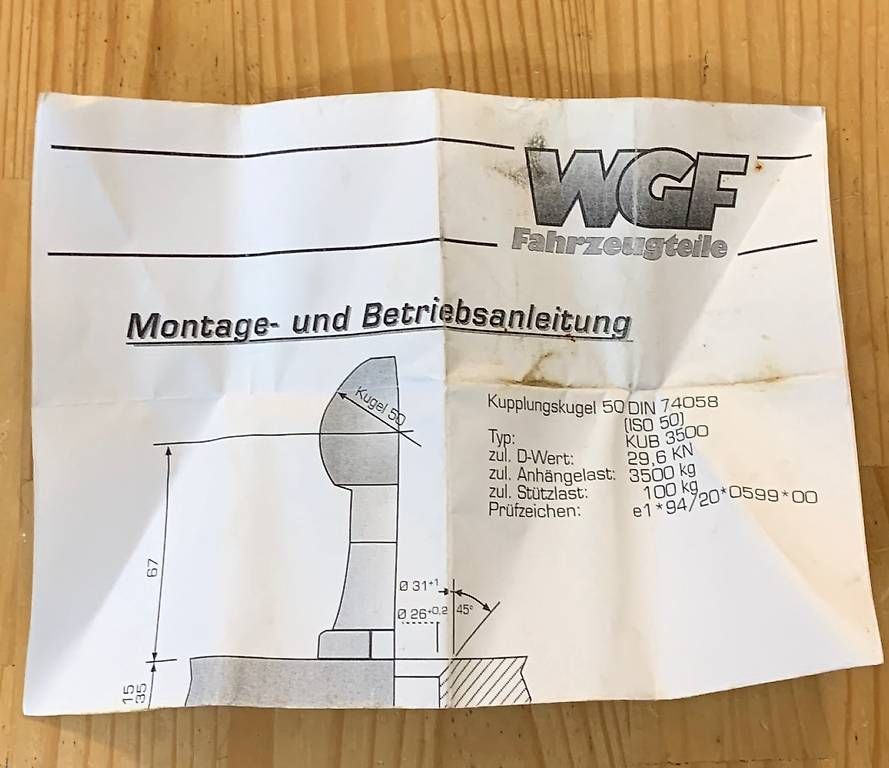 WGF
Fahrzeugteile
Montage- und Betriebsanleitung
Kugel 50
Kupplungskugel 50 DIN 74058
(ISO 50)
Typ: KUB 3500
zul. D-Wert: 29,6 KN
zul. Anhängelast: 3500 kg
zul. Stützlast: 100 kg
Prüfzeichen: e1*94/20*0599*00
67
Ø 31+1
Ø 26+0,2
45°
15
35